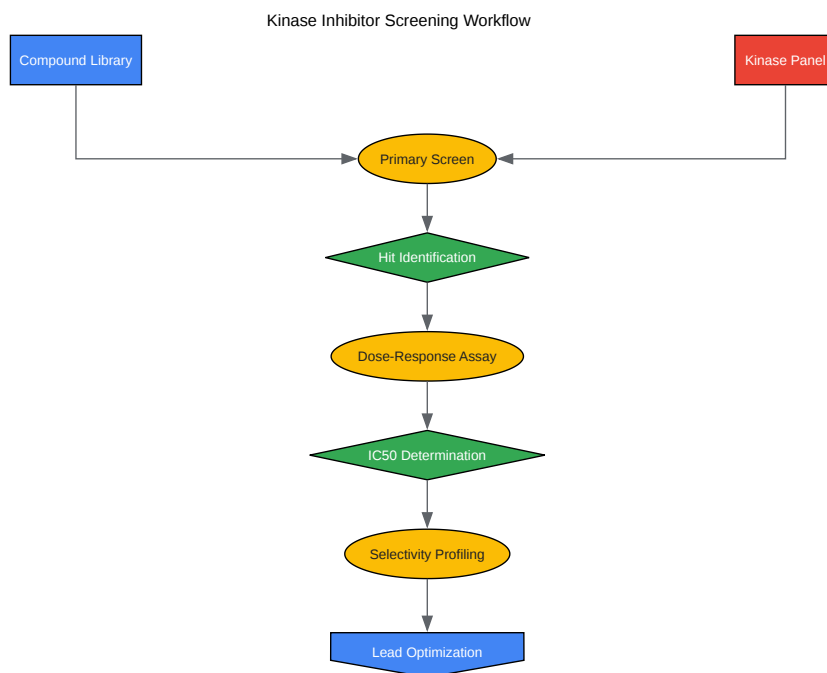 Kinase Inhibitor Screening Workflow
Compound Library
Kinase Panel
Primary Screen
Hit Identification
Dose-Response Assay
IC50 Determination
Selectivity Profiling
Lead Optimization